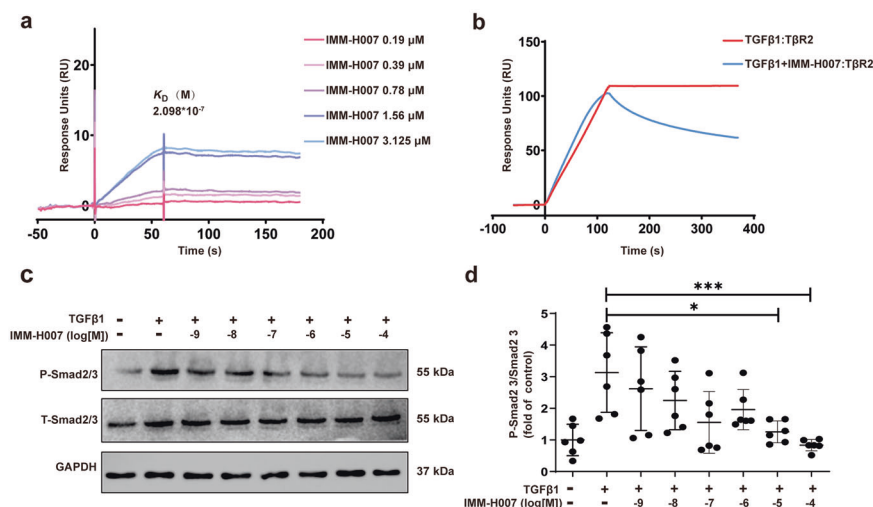 a
Response Units (RU)
20
10
0
-50 0 50 100 150 200
Time (s)
K_D (M)
2.098*10⁻⁷
IMM-H007 0.19 μM
IMM-H007 0.39 μM
IMM-H007 0.78 μM
IMM-H007 1.56 μM
IMM-H007 3.125 μM
b
Response Units (RU)
150
100
50
0
-100 0 100 200 300 400
Time (s)
TGFβ1:TβR2
TGFβ1+IMM-H007:TβR2
c
TGFβ1 - + + + + + + +
IMM-H007 (log[M]) - - -9 -8 -7 -6 -5 -4
P-Smad2/3 55 kDa
T-Smad2/3 55 kDa
GAPDH 37 kDa
d
P-Smad2 3/Smad2 3
(fold of control)
5
4
3
2
1
0
***
*
TGFβ1 - + + + + + + +
IMM-H007 (log[M]) - - -9 -8 -7 -6 -5 -4